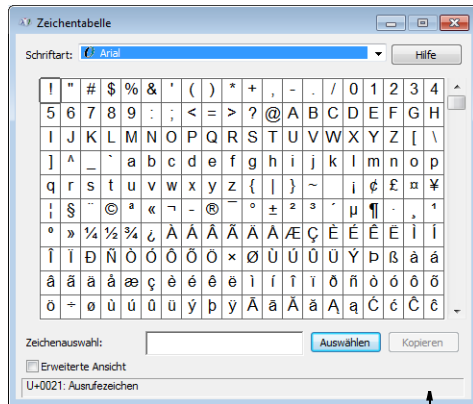 Zeichentabelle
Schriftart: Arial Hilfe
! " # $ % & ' ( ) * + , - . / 0 1 2 3 4
5 6 7 8 9 : ; < = > ? @ A B C D E F G H
I J K L M N O P Q R S T U V W X Y Z [ \
] ^ _ ` a b c d e f g h i j k l m n o p
q r s t u v w x y z { | } ~ ¡ ¢ £ ¤ ¥
¦ § ¨ © ª « ¬ - ® ¯ ° ± ² ³ ´ µ ¶ · ¸ ¹
º » ¼ ½ ¾ ¿ À Á Â Ã Ä Å Æ Ç È É Ê Ë Ì Í
Î Ï Ð Ñ Ò Ó Ô Õ Ö × Ø Ù Ú Û Ü Ý Þ ß à á
â ã ä å æ ç è é ê ë ì í î ï ð ñ ò ó ô õ
ö ÷ ø ù ú û ü ý þ ÿ Ā ā Ă ă Ą ą Ć ć Ĉ ĉ
Zeichenauswahl: Auswählen Kopieren
Erweiterte Ansicht
U+0021: Ausrufezeichen